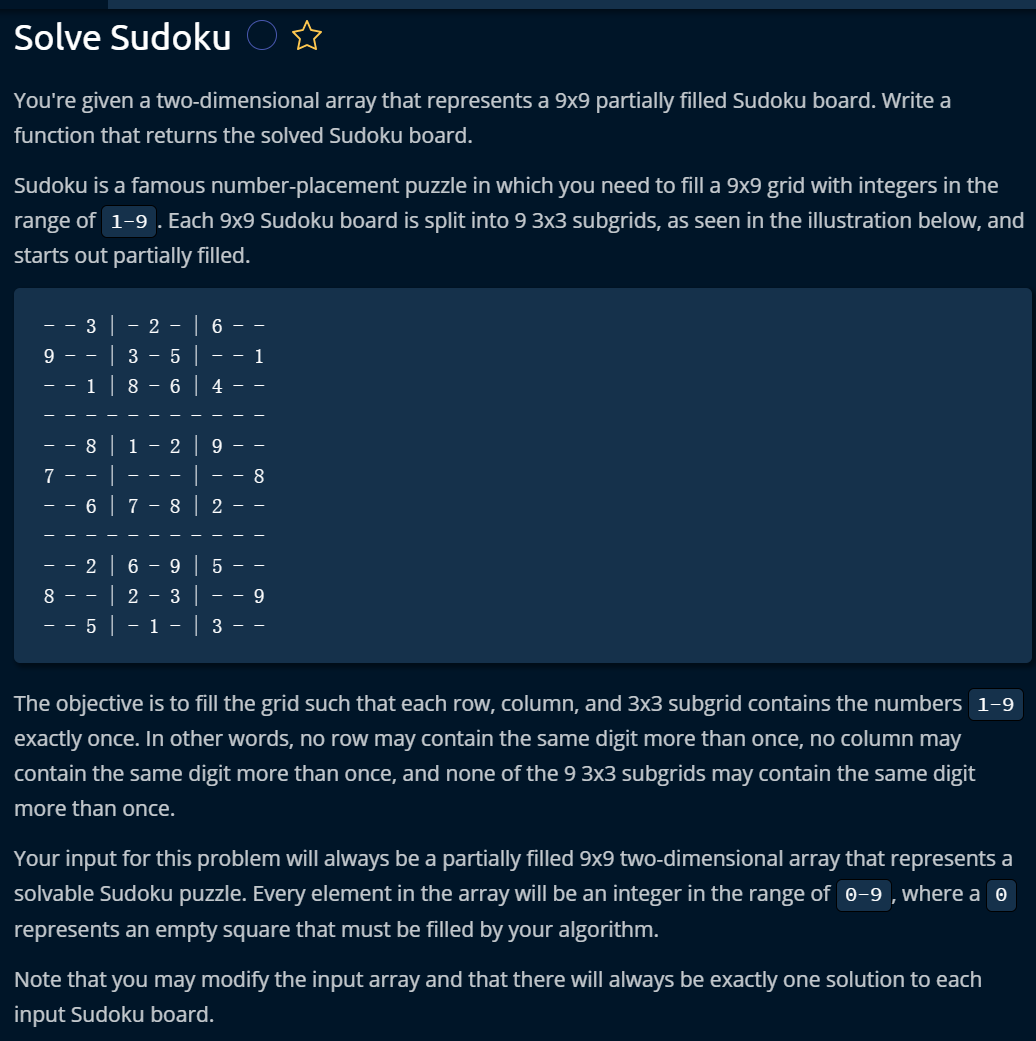 Solve Sudoku
You're given a two-dimensional array that represents a 9x9 partially filled Sudoku board. Write a
function that returns the solved Sudoku board.
Sudoku is a famous number-placement puzzle in which you need to fill a 9x9 grid with integers in the
range of 1-9 . Each 9x9 Sudoku board is split into 9 3x3 subgrids, as seen in the illustration below, and
starts out partially filled.
- - 3 | - 2 - | 6 - -
9 - - | 3 - 5 | - - 1
- - 1 | 8 - 6 | 4 - -
- - - - - - - - - - -
- - 8 | 1 - 2 | 9 - -
7 - - | - - - | - - 8
- - 6 | 7 - 8 | 2 - -
- - - - - - - - - - -
- - 2 | 6 - 9 | 5 - -
8 - - | 2 - 3 | - - 9
- - 5 | - 1 - | 3 - -
The objective is to fill the grid such that each row, column, and 3x3 subgrid contains the numbers 1-9
exactly once. In other words, no row may contain the same digit more than once, no column may
contain the same digit more than once, and none of the 9 3x3 subgrids may contain the same digit
more than once.
Your input for this problem will always be a partially filled 9x9 two-dimensional array that represents a
solvable Sudoku puzzle. Every element in the array will be an integer in the range of 0-9 , where a 0
represents an empty square that must be filled by your algorithm.
Note that you may modify the input array and that there will always be exactly one solution to each
input Sudoku board.